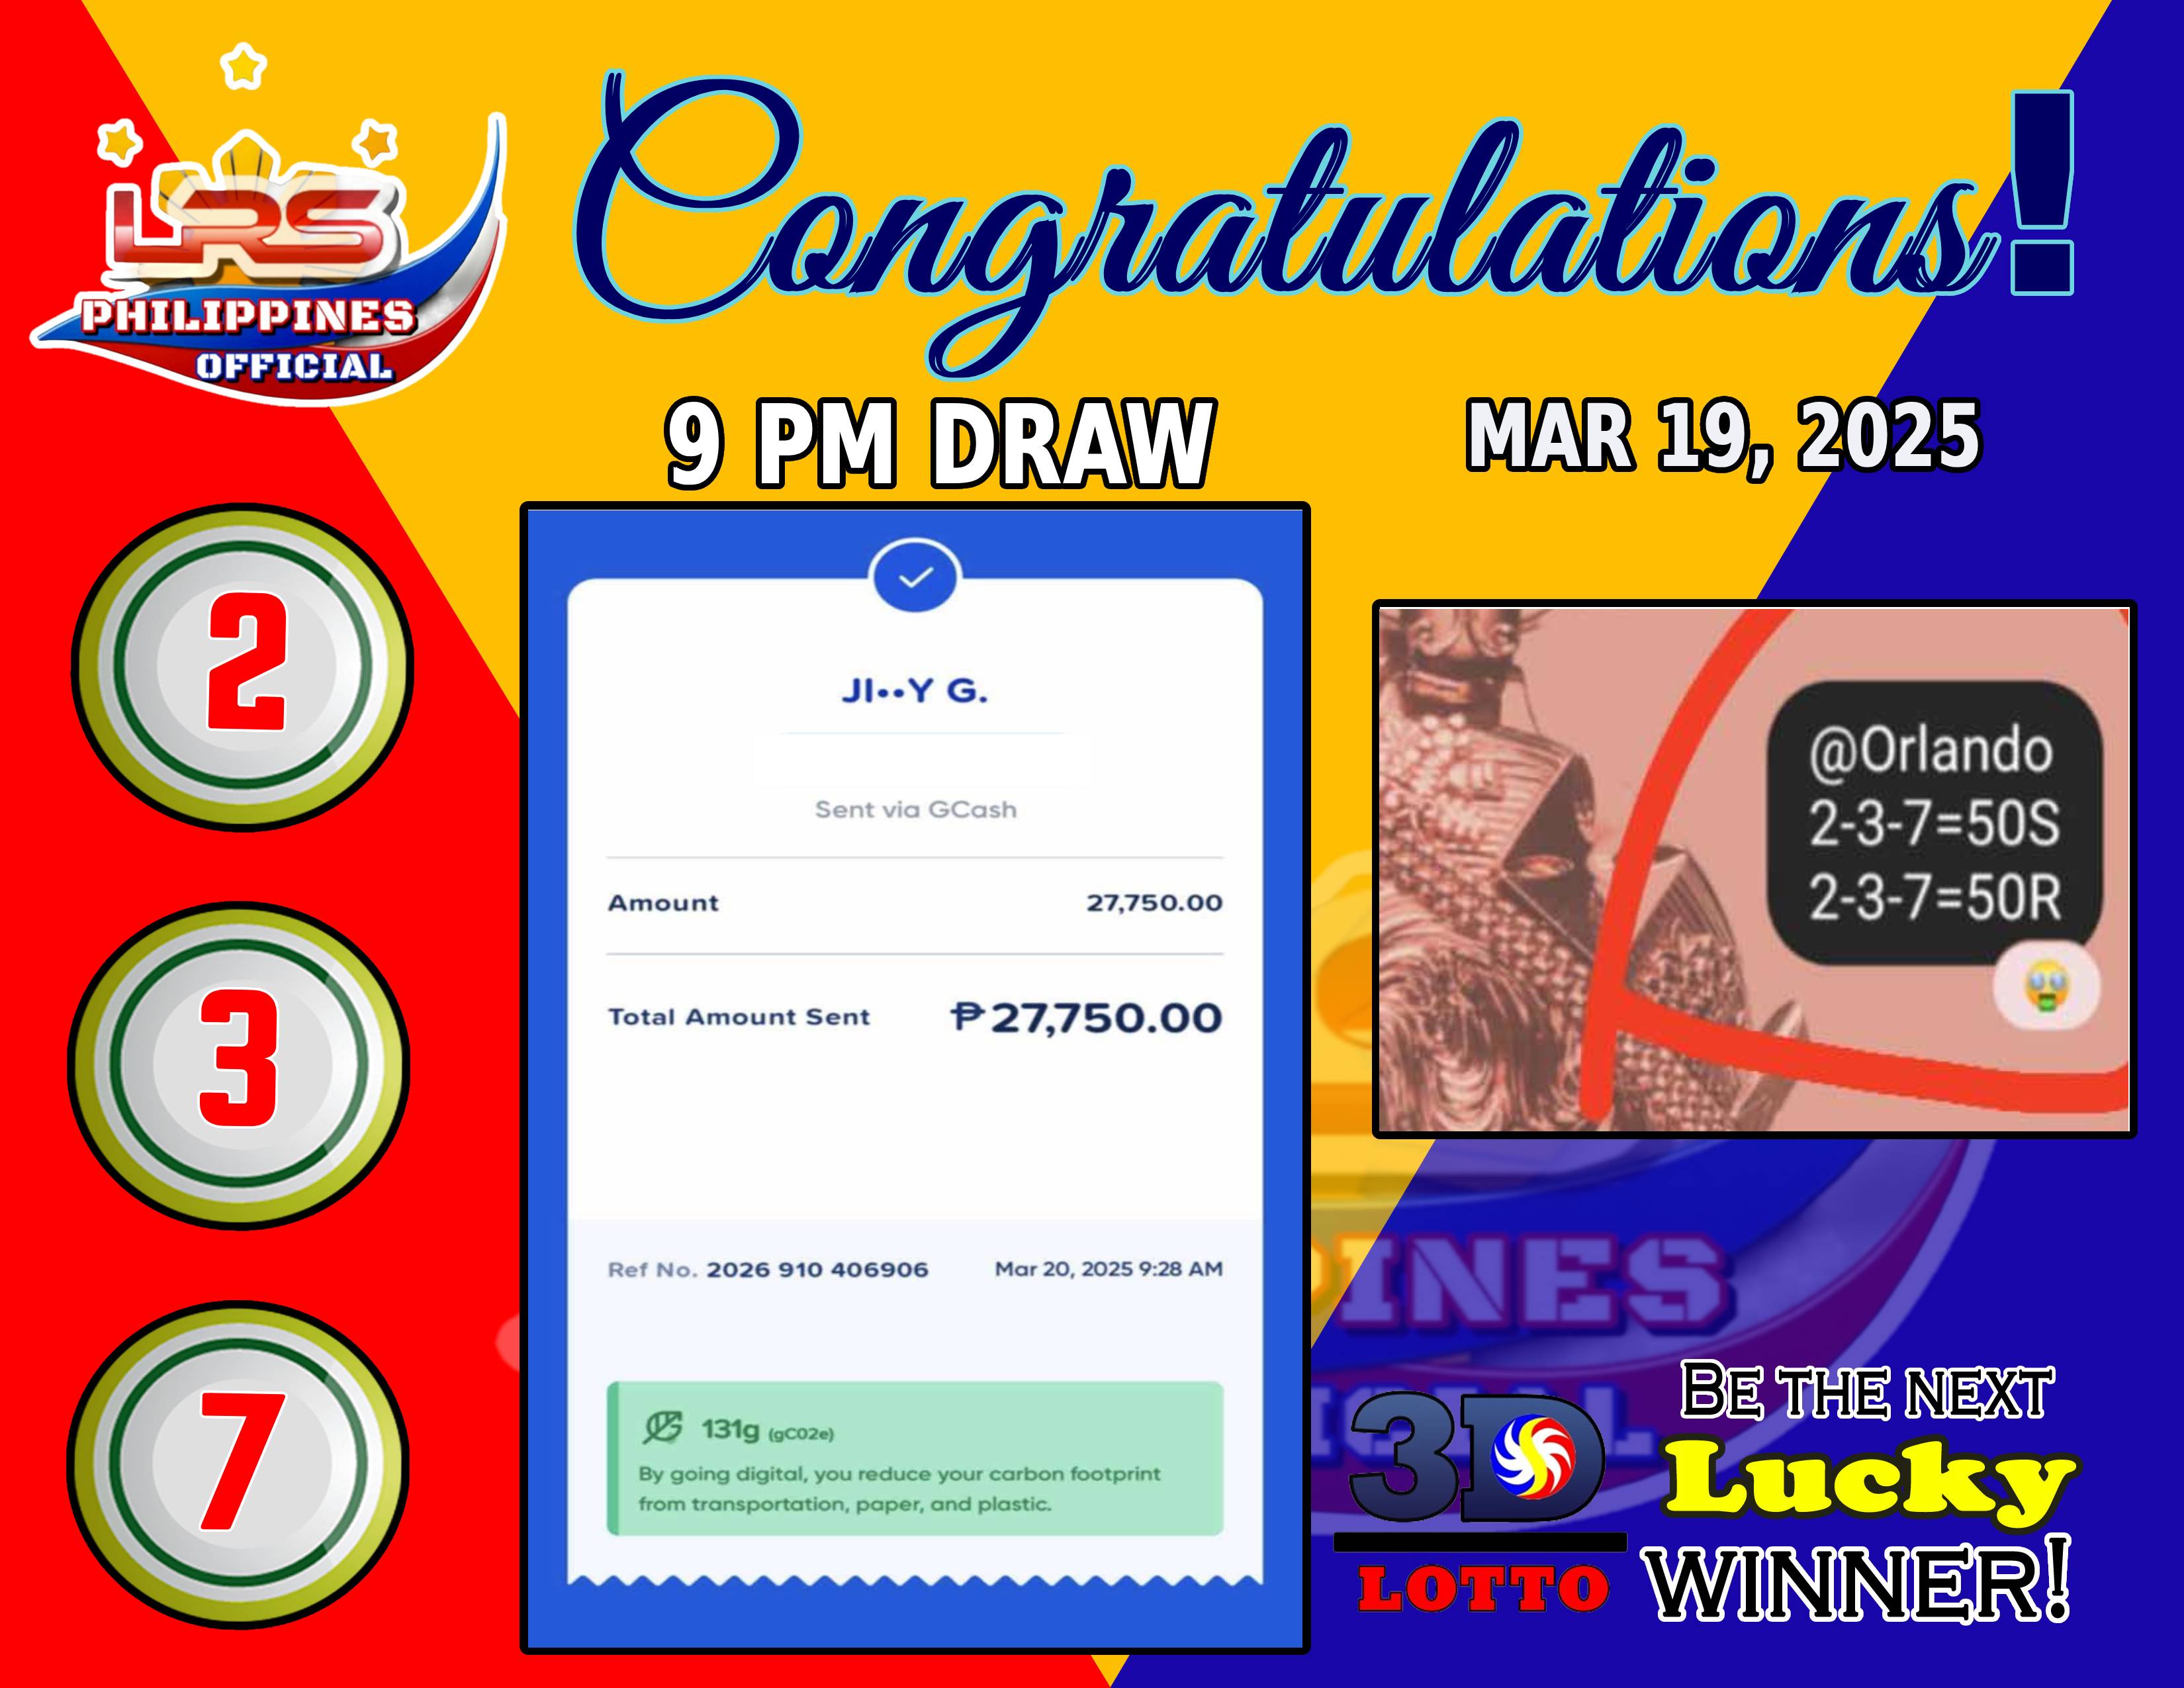 LRS
PHILIPPINES
OFFICIAL
Congratulations!
9 PM DRAW
MAR 19, 2025
2
3
7
JI••Y G.
Sent via GCash
Amount 27,750.00
Total Amount Sent ₱27,750.00
Ref No. 2026 910 406906 Mar 20, 2025 9:28 AM
131g (gC02e)
By going digital, you reduce your carbon footprint
from transportation, paper, and plastic.
@Orlando
2-3-7=50S
2-3-7=50R
PINES
3D
LOTTO
BE THE NEXT
Lucky
WINNER!